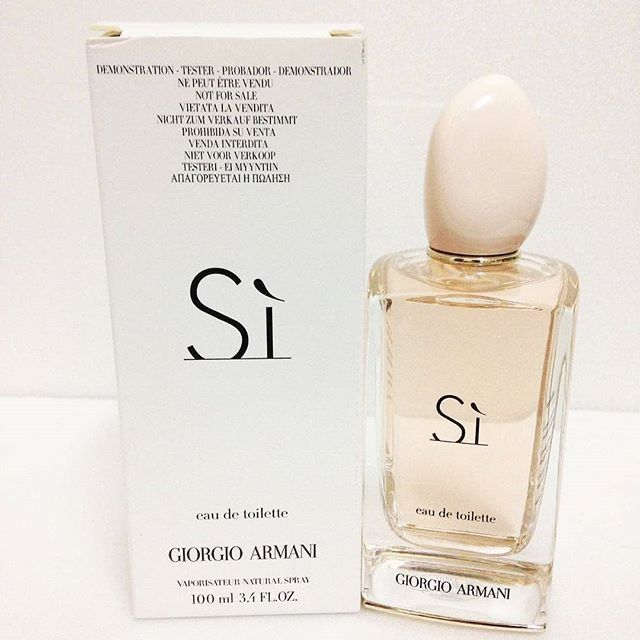 DEMONSTRATION - TESTER - PROBADOR - DEMONSTRADOR
NE PEUT ÊTRE VENDU
NOT FOR SALE
VIETATA LA VENDITA
NICHT ZUM VERKAUF BESTIMMT
PROHIBIDA SU VENTA
VENDA INTERDITA
NIET VOOR VERKOOP
TESTERI - EI MYYNTIIN
ΑΠΑΓΟΡΕΥΕΤΑΙ Η ΠΩΛΗΣΗ
Sì
eau de toilette
GIORGIO ARMANI
VAPORISATEUR NATURAL SPRAY
100 ml 3.4 FL.OZ.
Sì
eau de toilette
GIORGIO ARMANI